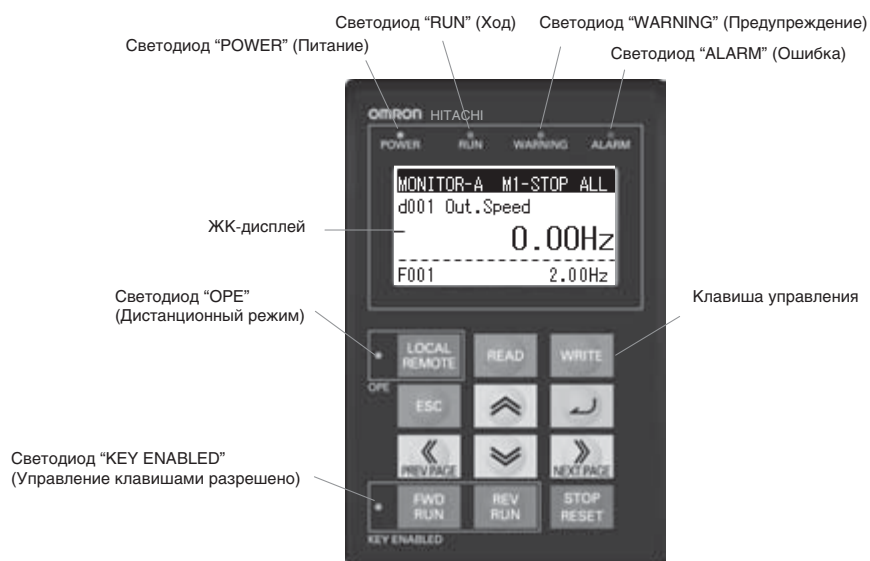 Светодиод “RUN” (Ход)
Светодиод “WARNING” (Предупреждение)
Светодиод “POWER” (Питание)
Светодиод “ALARM” (Ошибка)
OMRON HITACHI
POWER RUN WARNING ALARM
MONITOR-A M1-STOP ALL
d001 Out.Speed
0.00Hz
F001 2.00Hz
ЖК-дисплей
Светодиод “OPE”
(Дистанционный режим)
Клавиша управления
LOCAL
REMOTE
READ
WRITE
OPE
ESC
PREV PAGE
NEXT PAGE
Светодиод “KEY ENABLED”
(Управление клавишами разрешено)
FWD
RUN
REV
RUN
STOP
RESET
KEY ENABLED